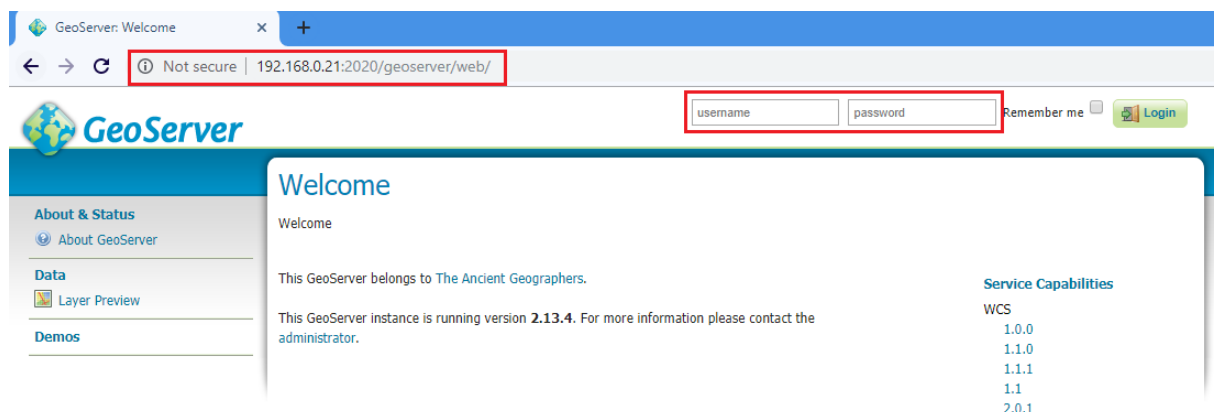 GeoServer: Welcome
Not secure | 192.168.0.21:2020/geoserver/web/
GeoServer
username
password
Remember me
Login
About & Status
About GeoServer
Data
Layer Preview
Demos
Welcome
Welcome
This GeoServer belongs to The Ancient Geographers.
This GeoServer instance is running version 2.13.4. For more information please contact the
administrator.
Service Capabilities
WCS
1.0.0
1.1.0
1.1.1
1.1
2.0.1